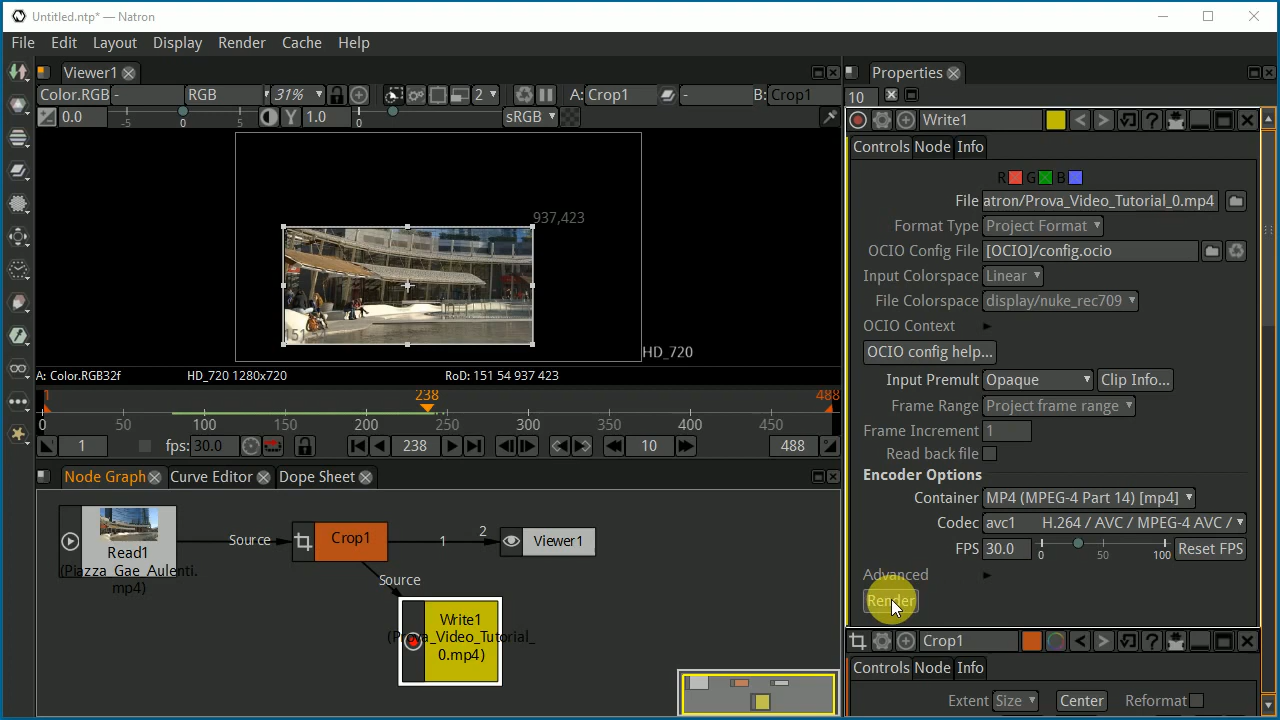 Untitled.ntp* — Natron
File Edit Layout Display Render Cache Help
Viewer1
Color.RGB - RGB 31% 2 A: Crop1 - B: Crop1
0.0 -5 0 5 Y 1.0 0 sRGB
937,423
HD_720
A: Color.RGB32f HD_720 1280x720 RoD: 151 54 937 423
1 238 488
0 50 100 150 200 250 300 350 400 450
1 fps: 30.0 238 10 488
Node Graph Curve Editor Dope Sheet
Read1
(Piazza_Gae_Aulenti.
mp4)
Source
Crop1
1
2
Viewer1
Source
Write1
(Prova_Video_Tutorial_
0.mp4)
Properties
10
Write1
Controls Node Info
R G B
File atron/Prova_Video_Tutorial_0.mp4
Format Type Project Format
OCIO Config File [OCIO]/config.ocio
Input Colorspace Linear
File Colorspace display/nuke_rec709
OCIO Context
OCIO config help...
Input Premult Opaque Clip Info...
Frame Range Project frame range
Frame Increment 1
Read back file
Encoder Options
Container MP4 (MPEG-4 Part 14) [mp4]
Codec avc1 H.264 / AVC / MPEG-4 AVC /
FPS 30.0 0 50 100 Reset FPS
Advanced
Render
Crop1
Controls Node Info
Extent Size Center Reformat